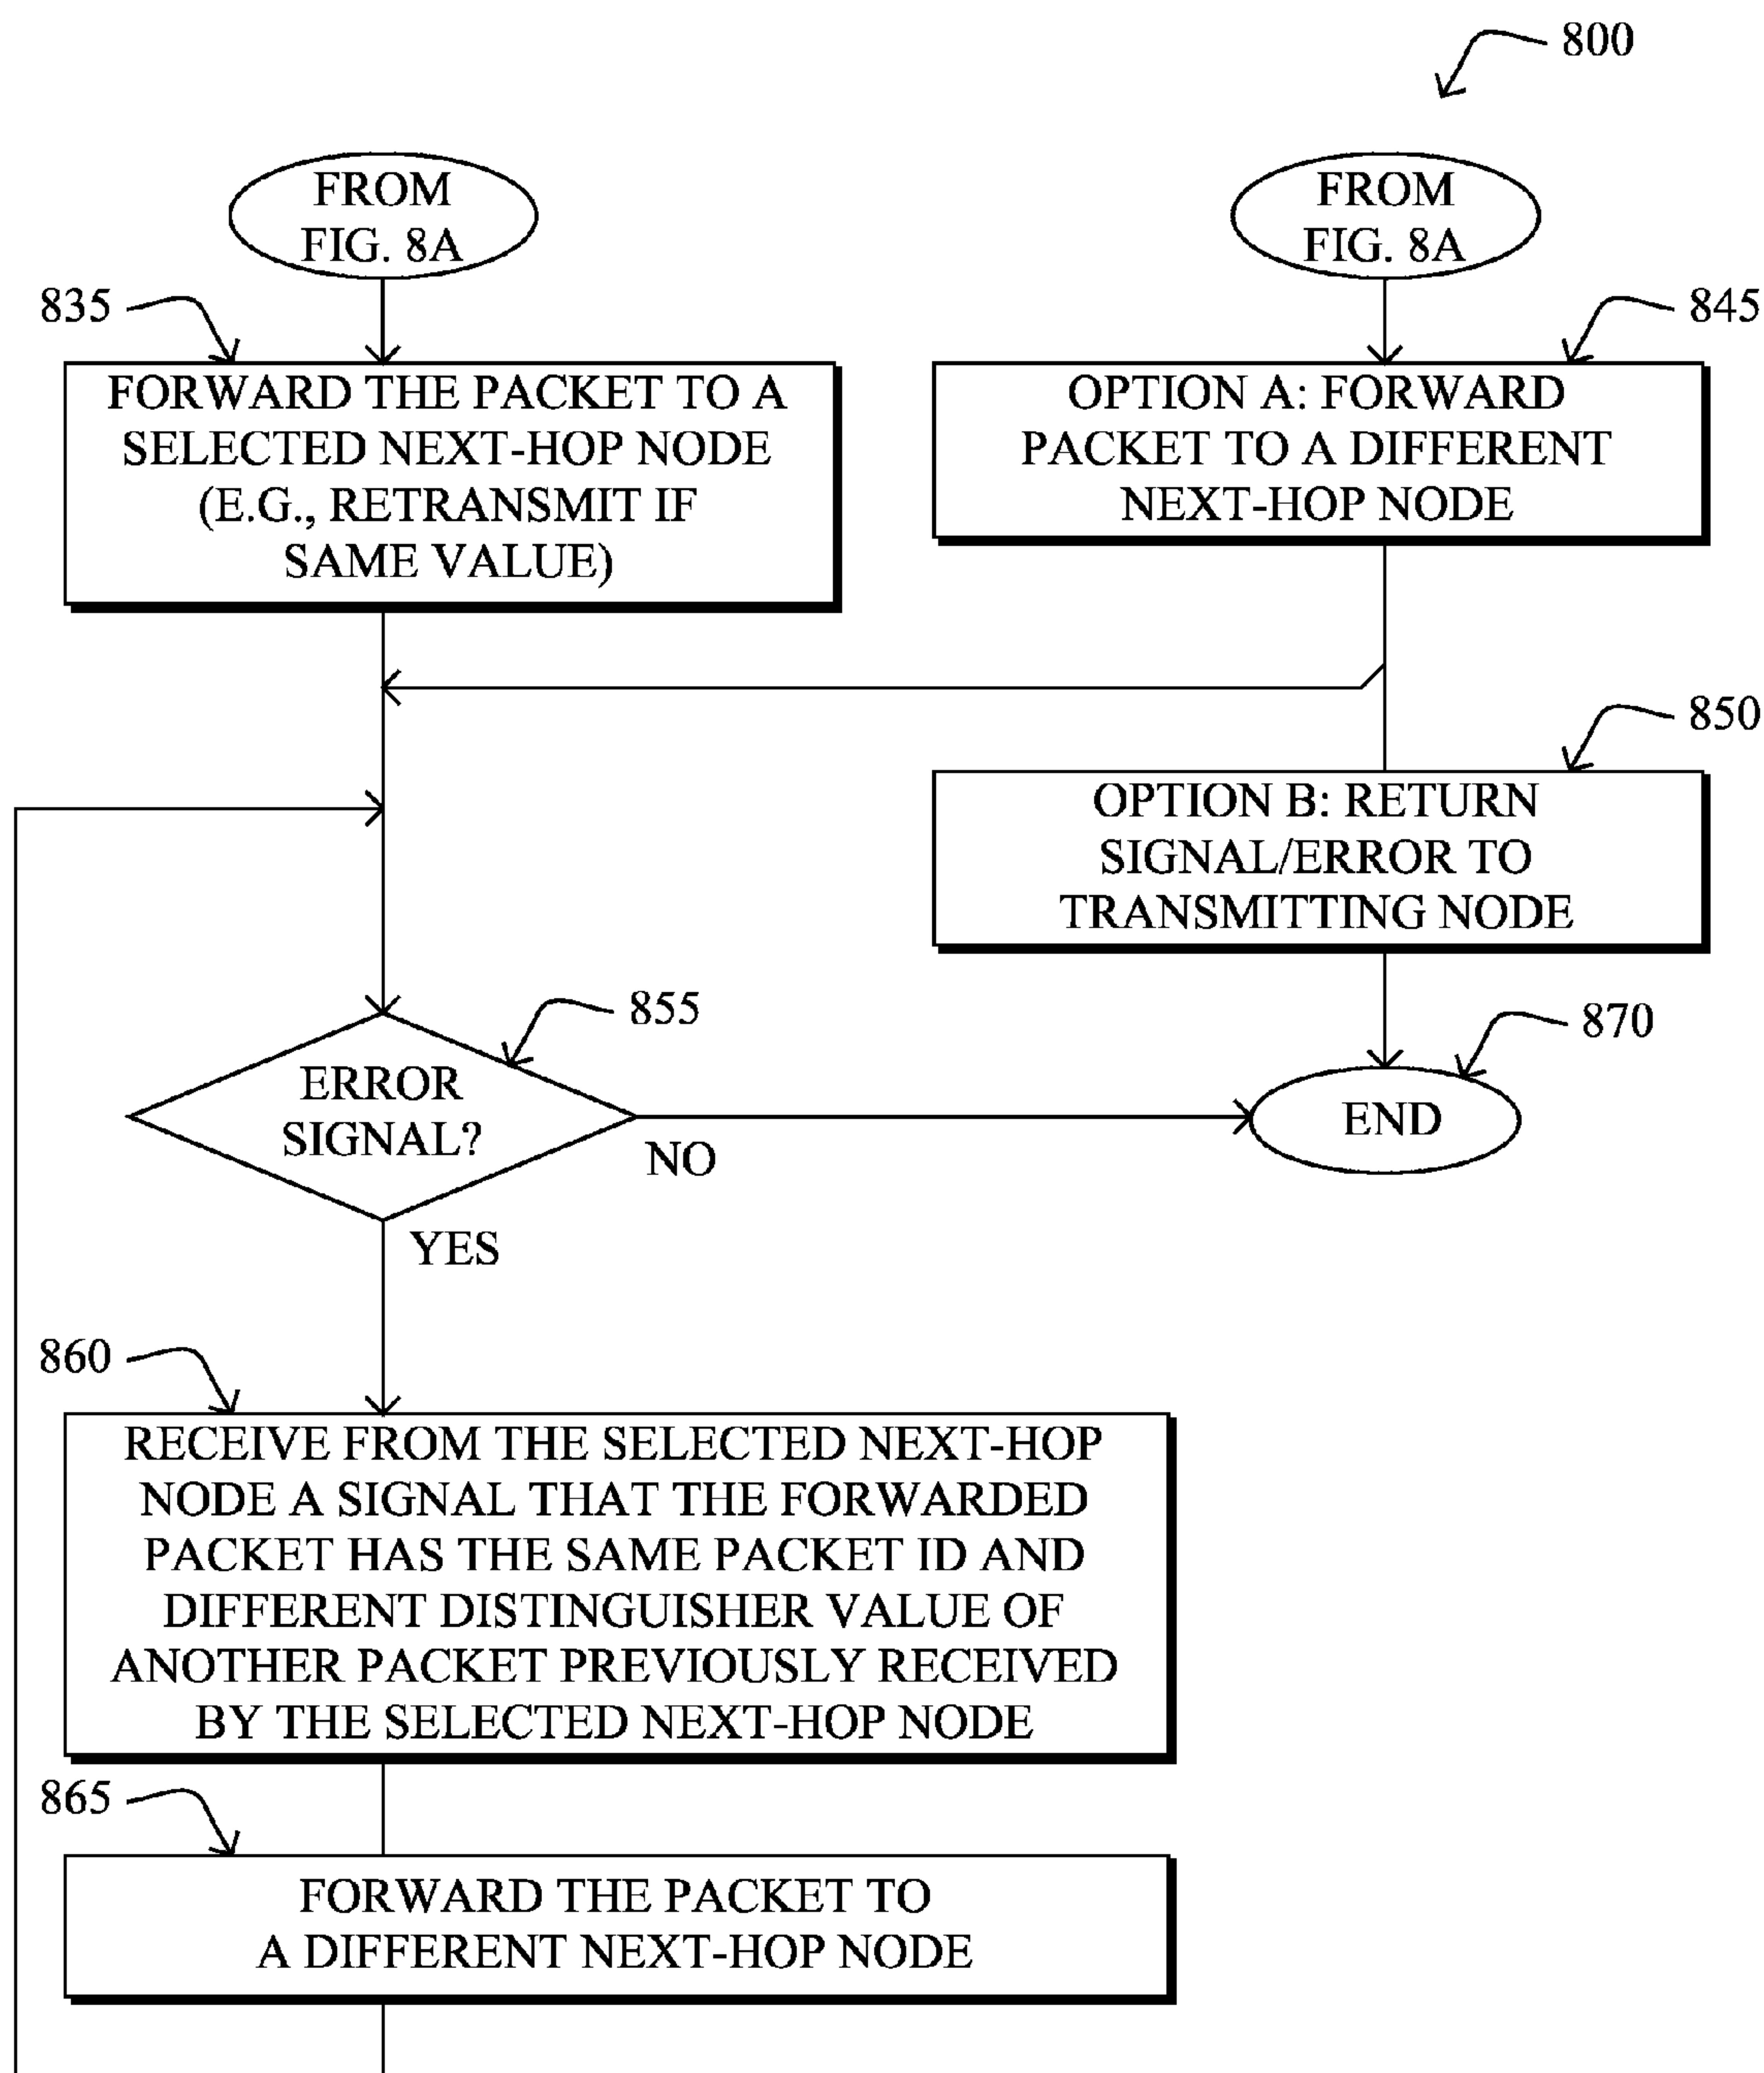 800
FROM
FIG. 8A
FROM
FIG. 8A
835
845
FORWARD THE PACKET TO A
SELECTED NEXT-HOP NODE
(E.G., RETRANSMIT IF
SAME VALUE)
OPTION A: FORWARD
PACKET TO A DIFFERENT
NEXT-HOP NODE
850
OPTION B: RETURN
SIGNAL/ERROR TO
TRANSMITTING NODE
855
870
ERROR
SIGNAL?
END
NO
YES
860
RECEIVE FROM THE SELECTED NEXT-HOP
NODE A SIGNAL THAT THE FORWARDED
PACKET HAS THE SAME PACKET ID AND
DIFFERENT DISTINGUISHER VALUE OF
ANOTHER PACKET PREVIOUSLY RECEIVED
BY THE SELECTED NEXT-HOP NODE
865
FORWARD THE PACKET TO
A DIFFERENT NEXT-HOP NODE